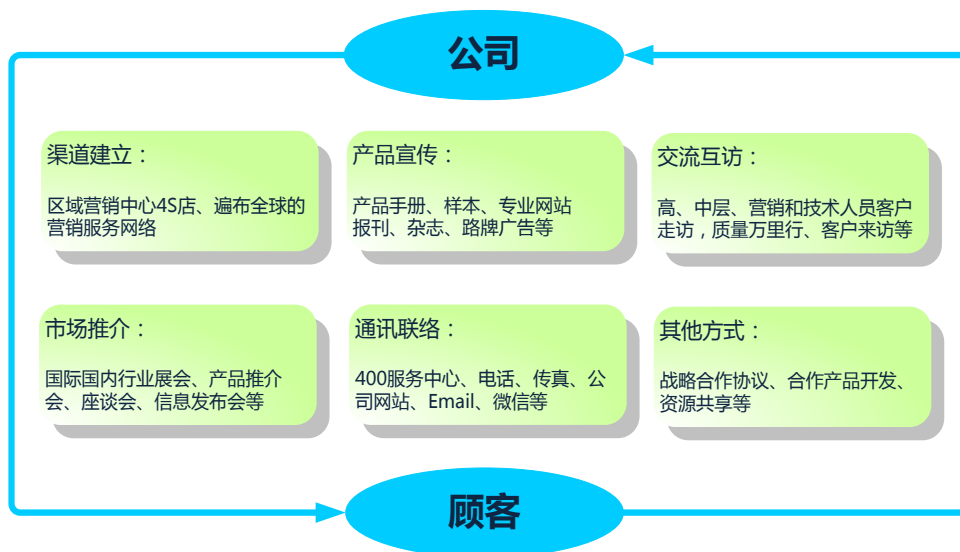 公司
渠道建立：
区域营销中心4S店、遍布全球的
营销服务网络
产品宣传：
产品手册、样本、专业网站
报刊、杂志、路牌广告等
交流互访：
高、中层、营销和技术人员客户
走访，质量万里行、客户来访等
市场推介：
国际国内行业展会、产品推介
会、座谈会、信息发布会等
通讯联络：
400服务中心、电话、传真、公
司网站、Email、微信等
其他方式：
战略合作协议、合作产品开发、
资源共享等
顾客